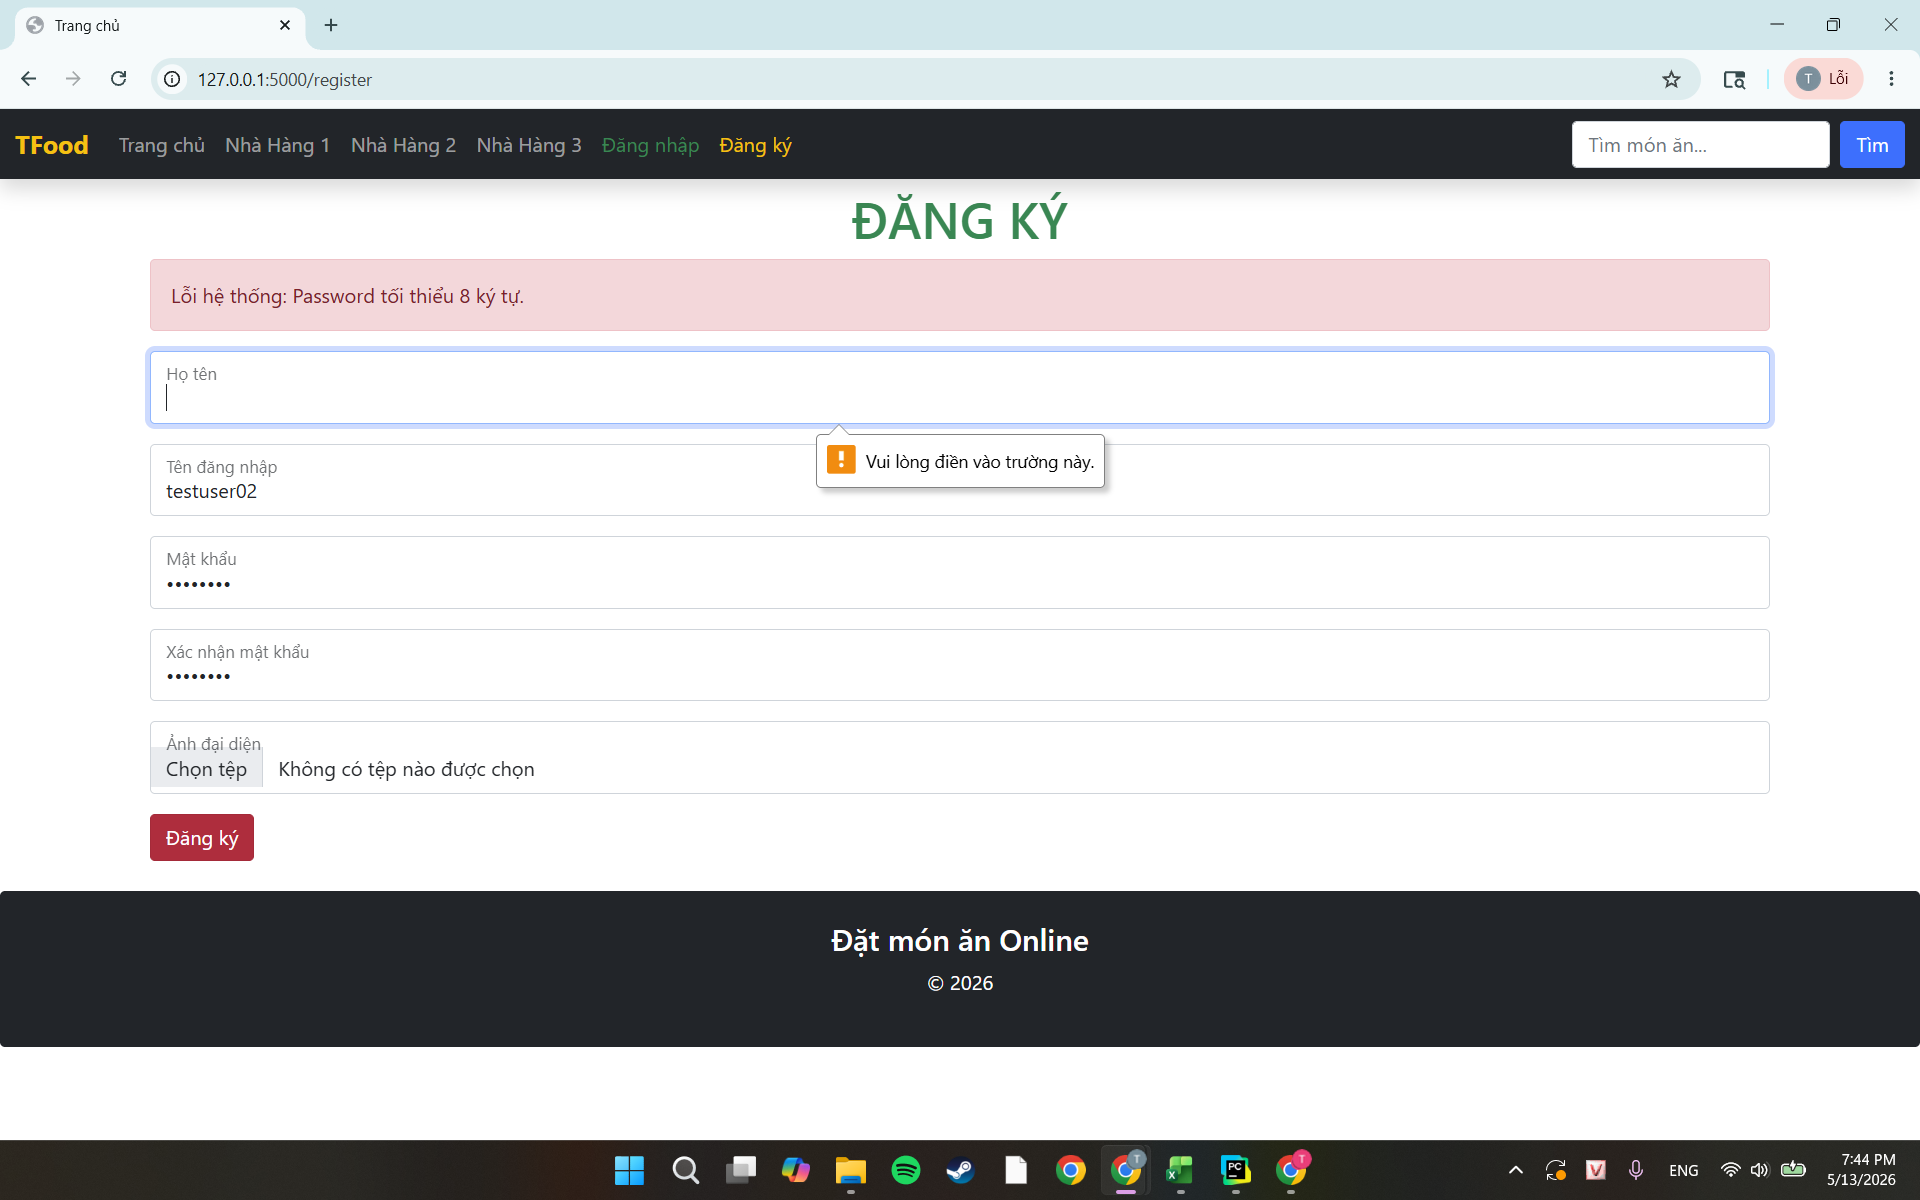 Trang chủ
127.0.0.1:5000/register
T Lỗi
TFood Trang chủ Nhà Hàng 1 Nhà Hàng 2 Nhà Hàng 3 Đăng nhập Đăng ký Tìm món ăn... Tìm
ĐĂNG KÝ
Lỗi hệ thống: Password tối thiểu 8 ký tự.
Họ tên
Vui lòng điền vào trường này.
Tên đăng nhập
testuser02
Mật khẩu
••••••••
Xác nhận mật khẩu
••••••••
Ảnh đại diện
Chọn tệp Không có tệp nào được chọn
Đăng ký
Đặt món ăn Online
© 2026
T
PC
T
V
ENG
7:44 PM
5/13/2026